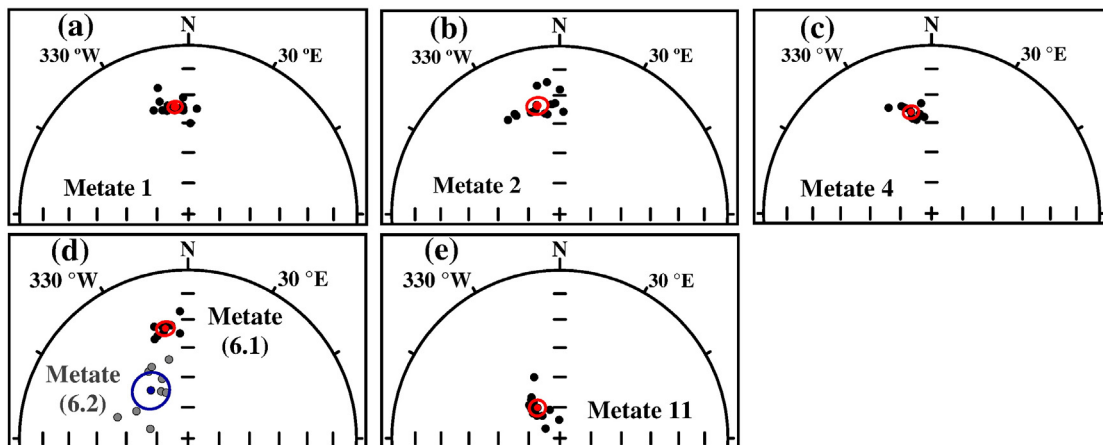 (a)
N
330 ºW
30 ºE
Metate 1
(b)
N
330 ºW
30 ºE
Metate 2
(c)
N
330 °W
30 °E
Metate 4
(d)
N
330 °W
30 °E
Metate
(6.1)
Metate
(6.2)
(e)
N
330 °W
30 °E
Metate 11